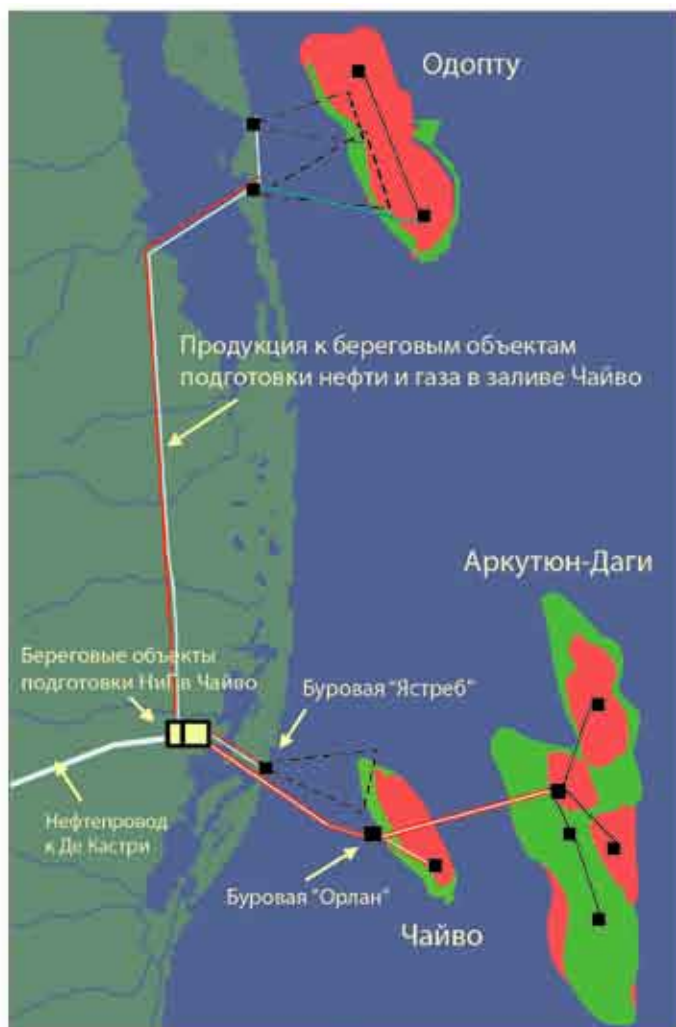 Одопту
Продукция к береговым объектам
подготовки нефти и газа в заливе Чайво
Аркутюн-Даги
Береговые объекты
подготовки НиГ в Чайво
Буровая "Ястреб"
Нефтепровод
к Де Кастри
Буровая "Орлан"
Чайво